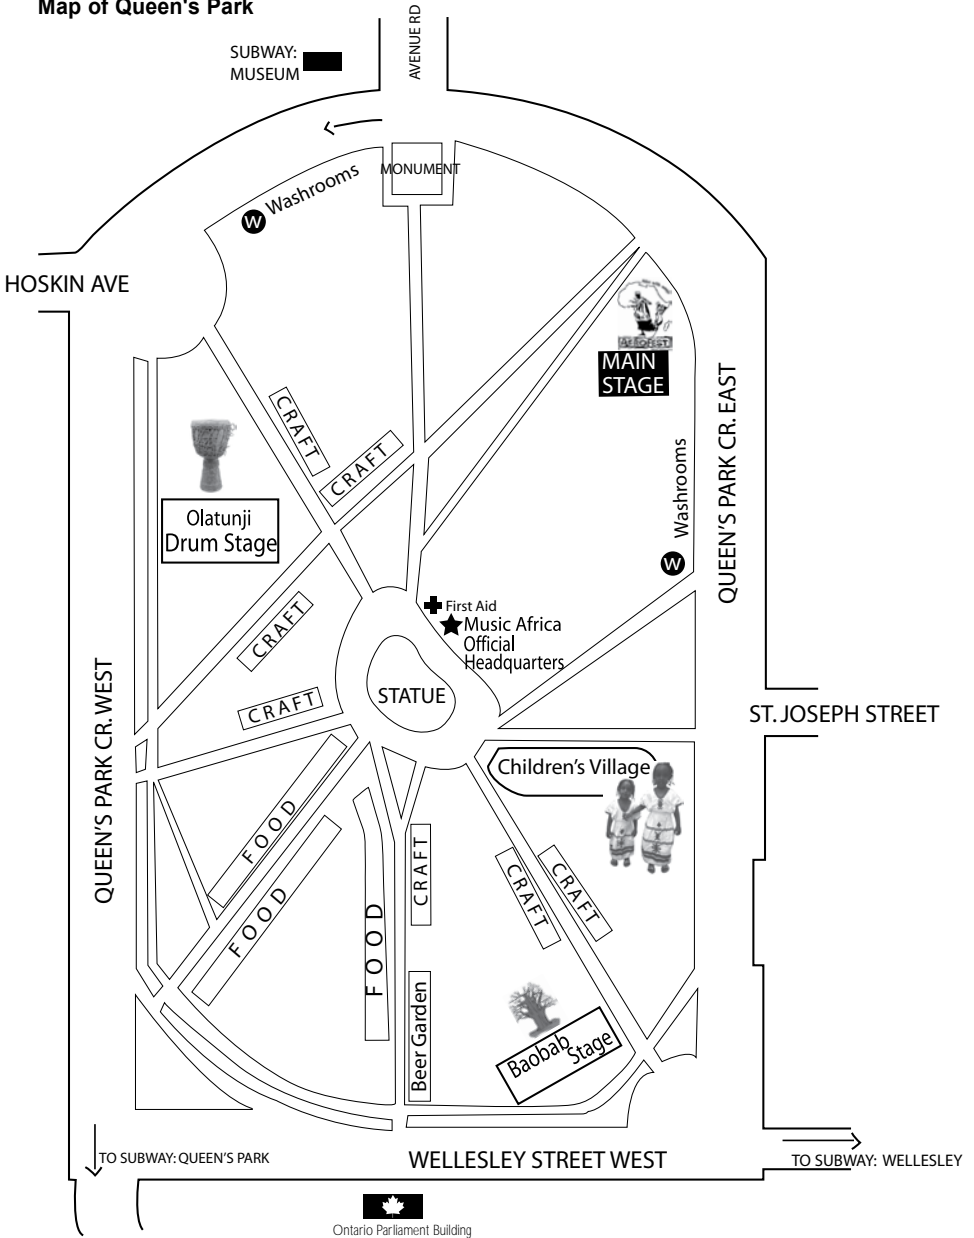 Map of Queen's Park
AVENUE RD
SUBWAY:
MUSEUM
MONUMENT
Washrooms
W
HOSKIN AVE
AFROFEST
MAIN
STAGE
QUEEN'S PARK CR. EAST
CRAFT
CRAFT
Washrooms
W
Olatunji
Drum Stage
First Aid
Music Africa
Official
Headquarters
CRAFT
STATUE
CRAFT
QUEEN'S PARK CR. WEST
ST. JOSEPH STREET
Children's Village
FOOD
FOOD
FOOD
CRAFT
CRAFT
CRAFT
Beer Garden
Baobab Stage
TO SUBWAY: QUEEN'S PARK
WELLESLEY STREET WEST
TO SUBWAY: WELLESLEY
Ontario Parliament Building